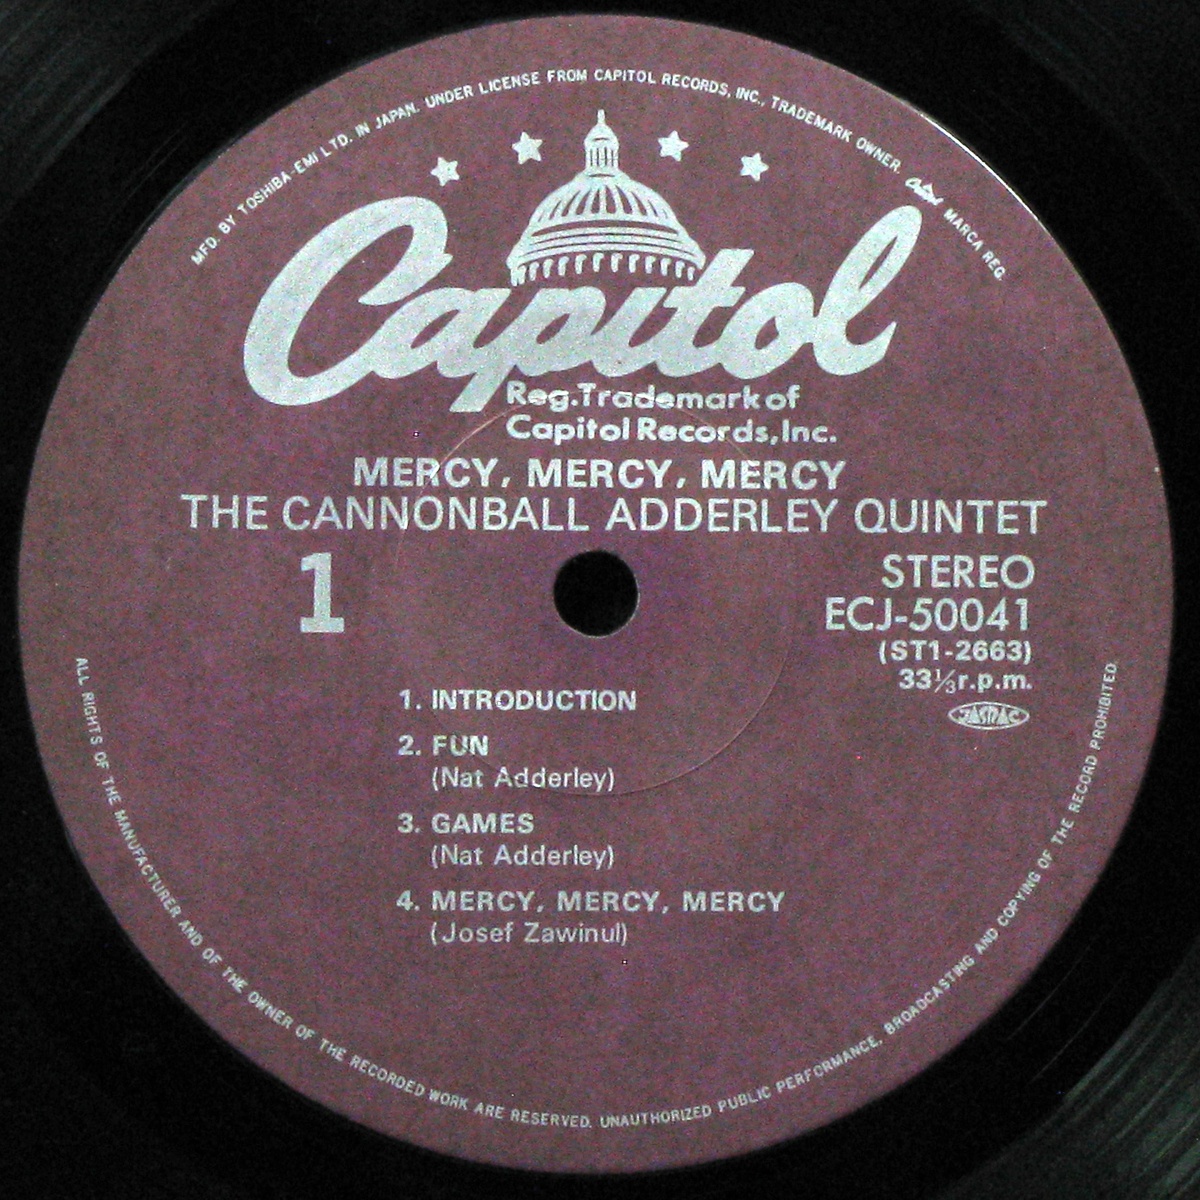 MFD. BY TOSHIBA-EMI LTD. IN JAPAN. UNDER LICENSE FROM CAPITOL RECORDS, INC., TRADEMARK OWNER. Capitol MARCA REG.
Capitol
Reg.Trademark of
Capitol Records,Inc.
MERCY, MERCY, MERCY
THE CANNONBALL ADDERLEY QUINTET
1
STEREO
ECJ-50041
(ST1-2663)
33⅓r.p.m.
JASRAC
1. INTRODUCTION
2. FUN
(Nat Adderley)
3. GAMES
(Nat Adderley)
4. MERCY, MERCY, MERCY
(Josef Zawinul)
ALL RIGHTS OF THE MANUFACTURER AND OF THE OWNER OF THE RECORDED WORK ARE RESERVED. UNAUTHORIZED PUBLIC PERFORMANCE, BROADCASTING AND COPYING OF THE RECORD PROHIBITED.